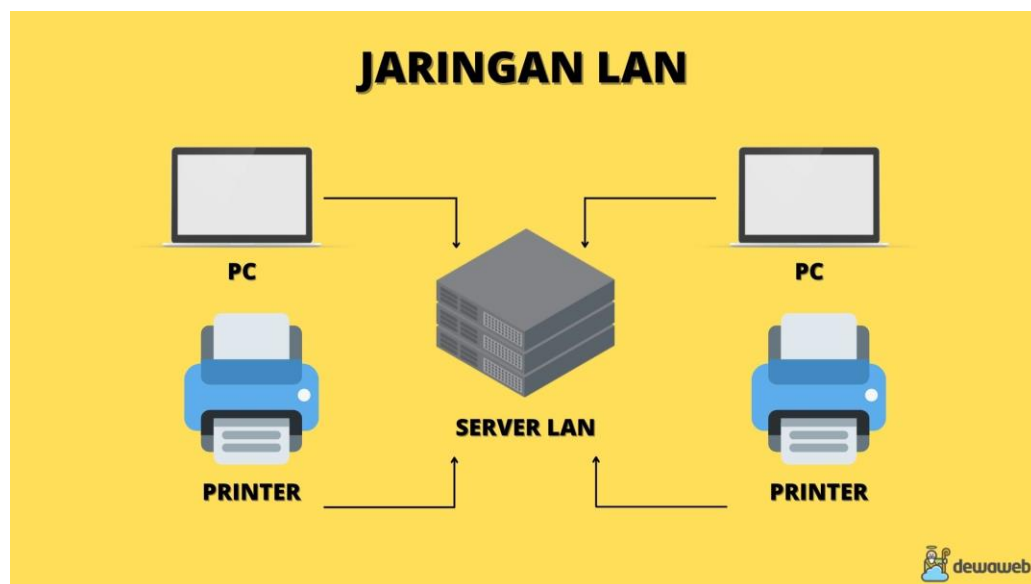 JARINGAN LAN
PC
PC
SERVER LAN
PRINTER
PRINTER
dewaweb